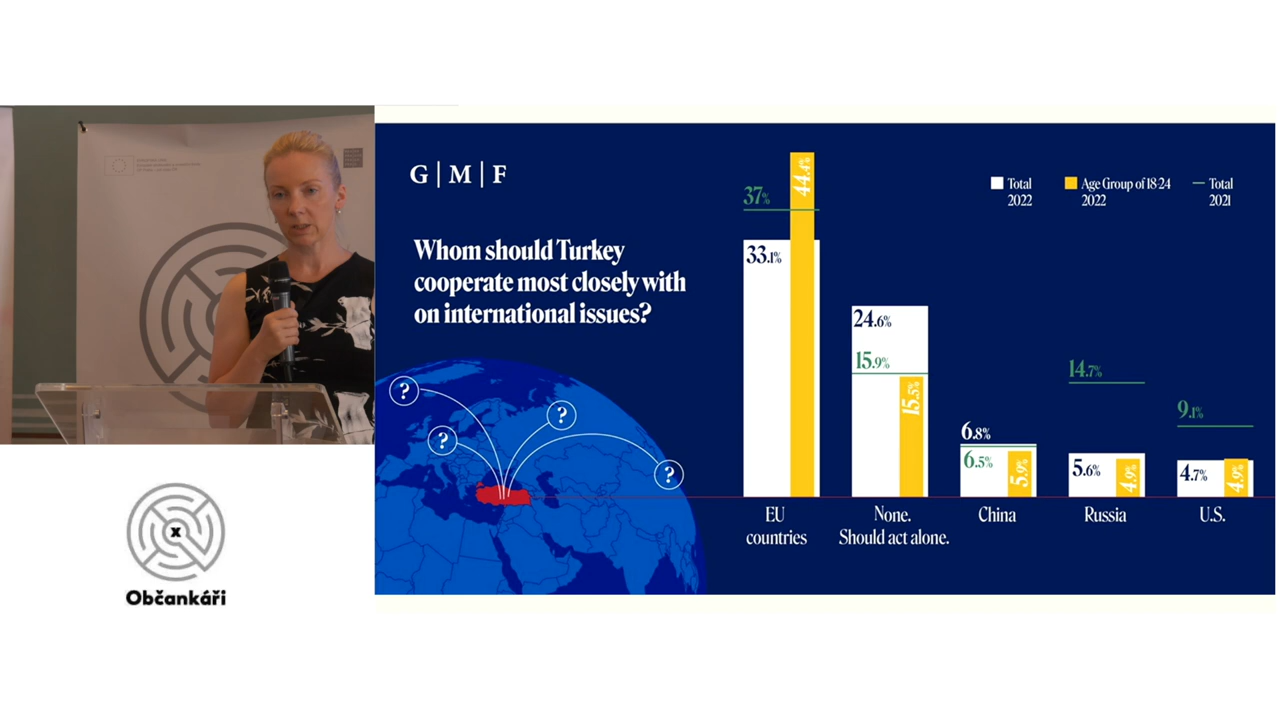 G|M|F
Whom should Turkey
cooperate most closely with
on international issues?
?
?
?
?
Total
2022
Age Group of 18-24
2022
Total
2021
37%
44.4%
33.1%
24.6%
15.9%
15.5%
6.8%
6.5%
5.9%
14.7%
5.6%
4.9%
9.1%
4.7%
4.9%
EU
countries
None.
Should act alone.
China
Russia
U.S.
x
Občankáři